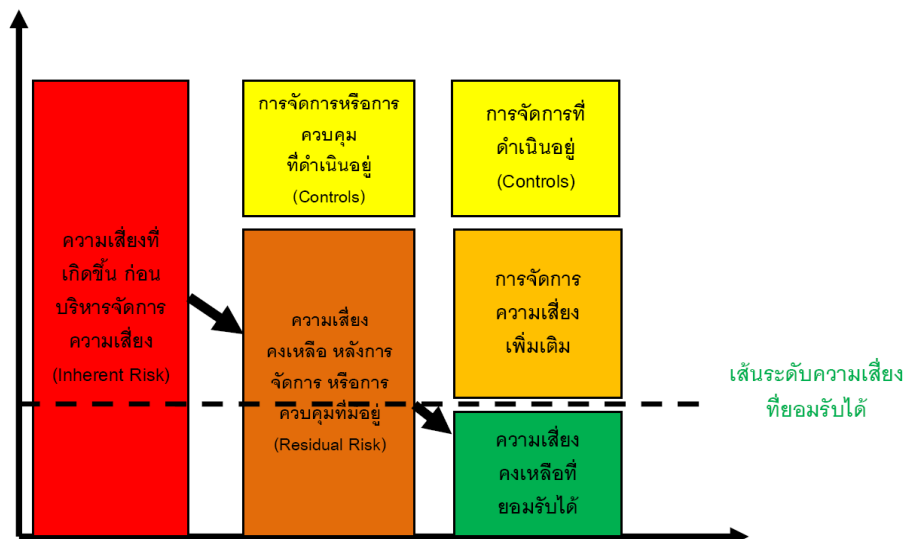 ความเสี่ยงที่
เกิดขึ้น ก่อน
บริหารจัดการ
ความเสี่ยง
(Inherent Risk)
การจัดการหรือการ
ควบคุม
ที่ดำเนินอยู่
(Controls)
ความเสี่ยง
คงเหลือ หลังการ
จัดการ หรือการ
ควบคุมที่มีอยู่
(Residual Risk)
การจัดการที่
ดำเนินอยู่
(Controls)
การจัดการ
ความเสี่ยง
เพิ่มเติม
ความเสี่ยง
คงเหลือที่
ยอมรับได้
เส้นระดับความเสี่ยง
ที่ยอมรับได้